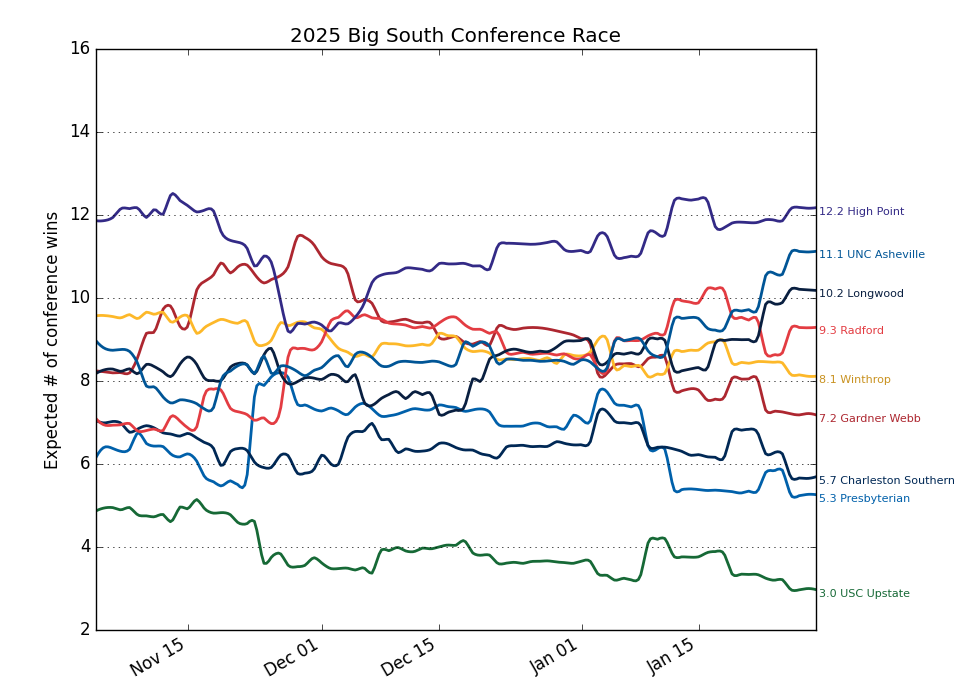 2025 Big South Conference Race
Expected # of conference wins
16
14
12
10
8
6
4
2
12.2 High Point
11.1 UNC Asheville
10.2 Longwood
9.3 Radford
8.1 Winthrop
7.2 Gardner Webb
5.7 Charleston Southern
5.3 Presbyterian
3.0 USC Upstate
Nov 15
Dec 01
Dec 15
Jan 01
Jan 15